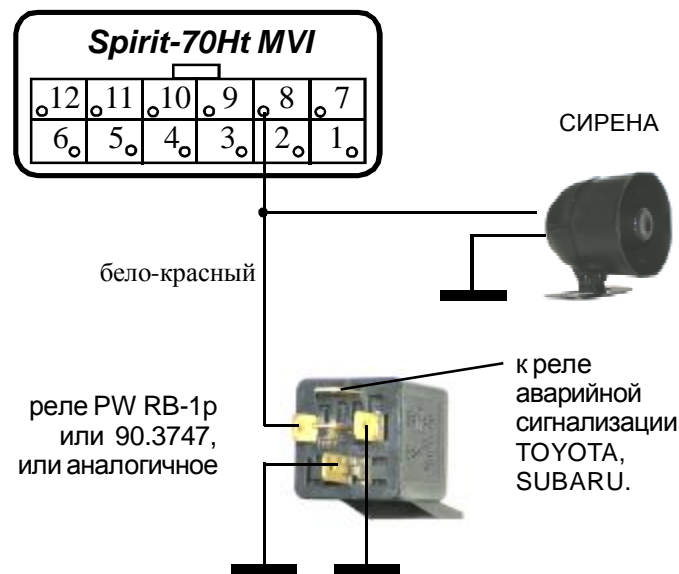 Spirit-70Ht MVI
12 11 10 9 8 7
6 5 4 3 2 1
СИРЕНА
бело-красный
реле PW RB-1p
или 90.3747,
или аналогичное
к реле
аварийной
сигнализации
TOYOTA,
SUBARU.